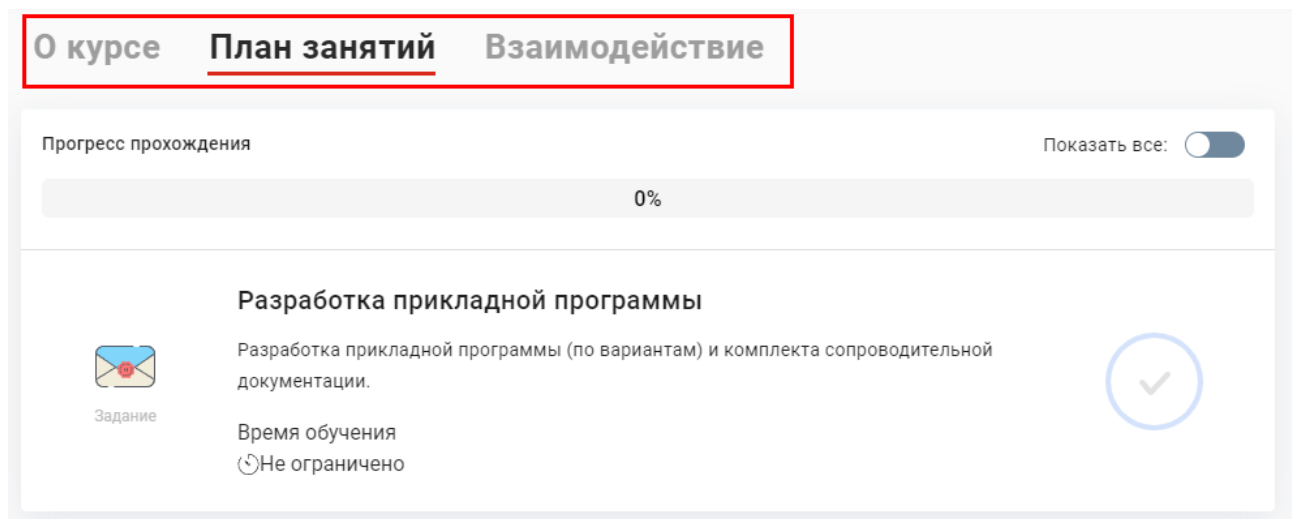 О курсе План занятий Взаимодействие
Прогресс прохождения Показать все:
0%
Разработка прикладной программы
Разработка прикладной программы (по вариантам) и комплекта сопроводительной
документации.
Задание
Время обучения
Не ограничено